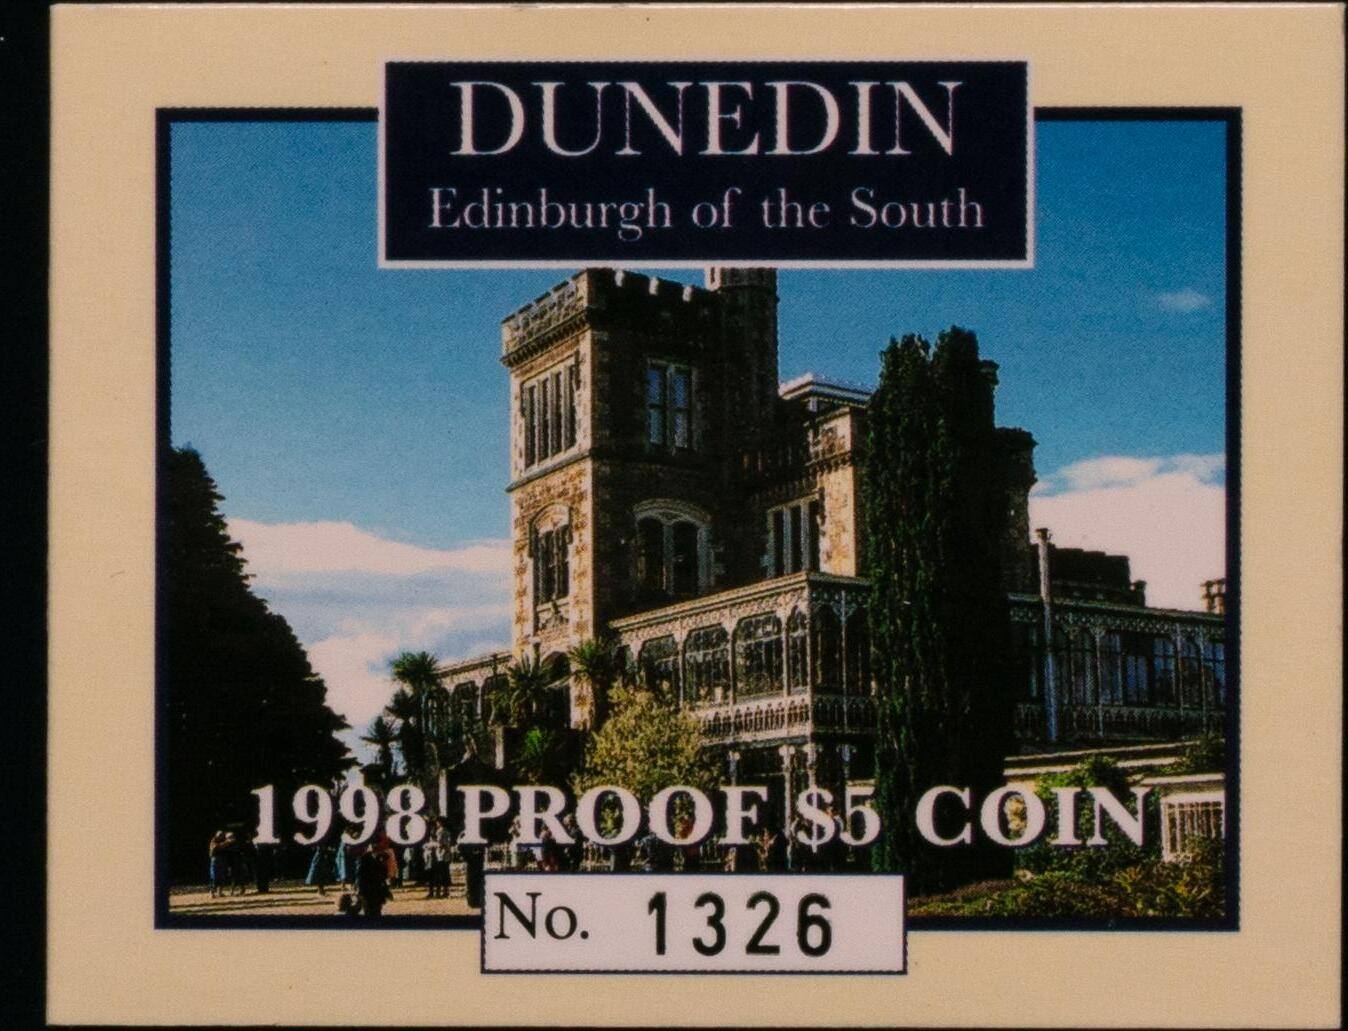 DUNEDIN
Edinburgh of the South
1998 PROOF $5 COIN
No. 1326